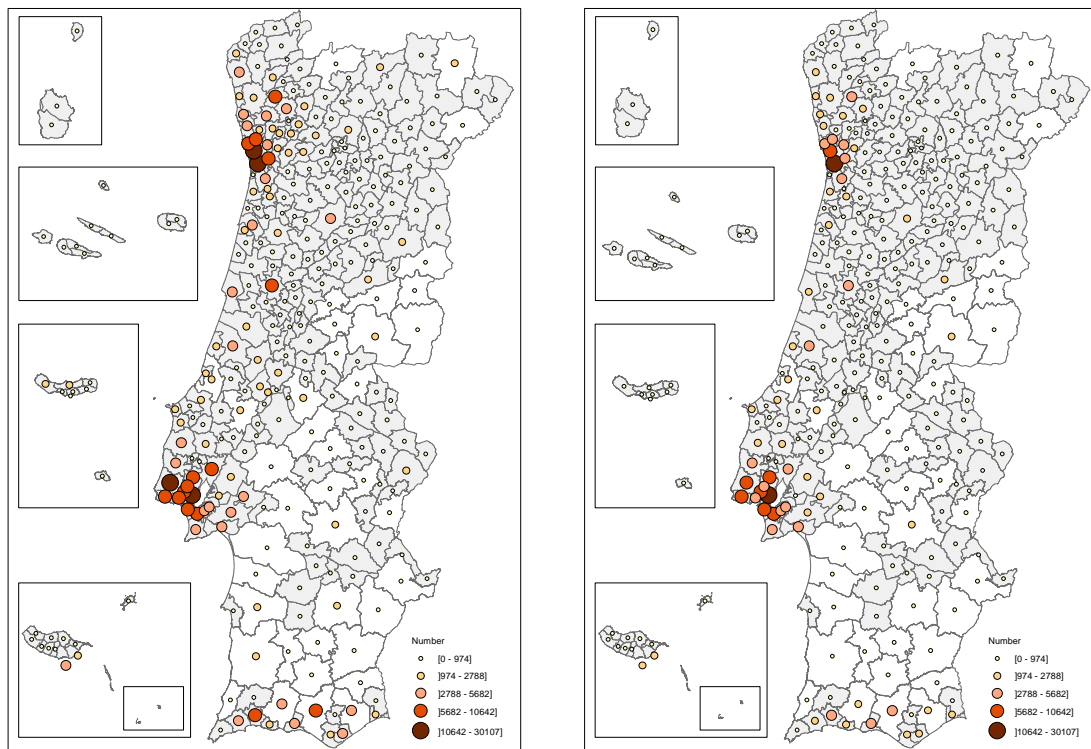 Number
[0 - 974]
]974 - 2788]
]2788 - 5682]
]5682 - 10642]
]10642 - 30107]
Number
[0 - 974]
]974 - 2788]
]2788 - 5682]
]5682 - 10642]
]10642 - 30107]